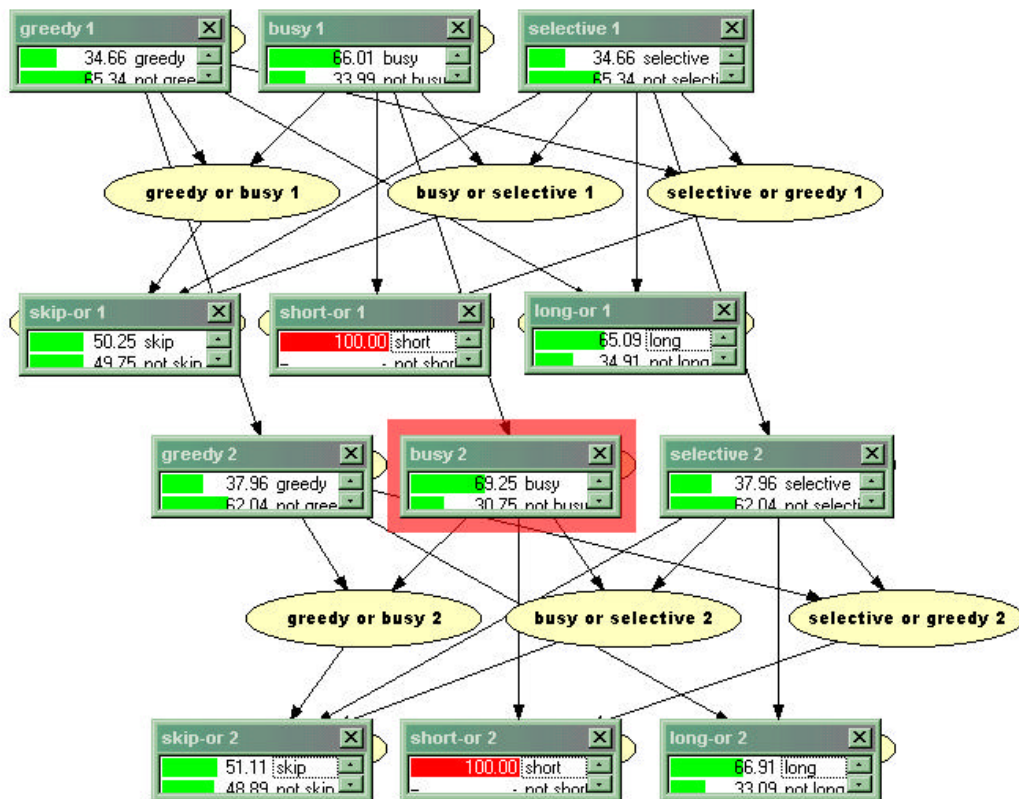 greedy 1
34.66 greedy
65.34 not gree
busy 1
66.01 busy
33.99 not busy
selective 1
34.66 selective
65.34 not selecti
greedy or busy 1
busy or selective 1
selective or greedy 1
skip-or 1
50.25 skip
49.75 not skip
short-or 1
100.00 short
- - not short
long-or 1
65.09 long
34.91 not long
greedy 2
37.96 greedy
62.04 not gree
busy 2
69.25 busy
30.75 not busy
selective 2
37.96 selective
62.04 not selecti
greedy or busy 2
busy or selective 2
selective or greedy 2
skip-or 2
51.11 skip
48.89 not skip
short-or 2
100.00 short
- - not short
long-or 2
66.91 long
33.09 not long